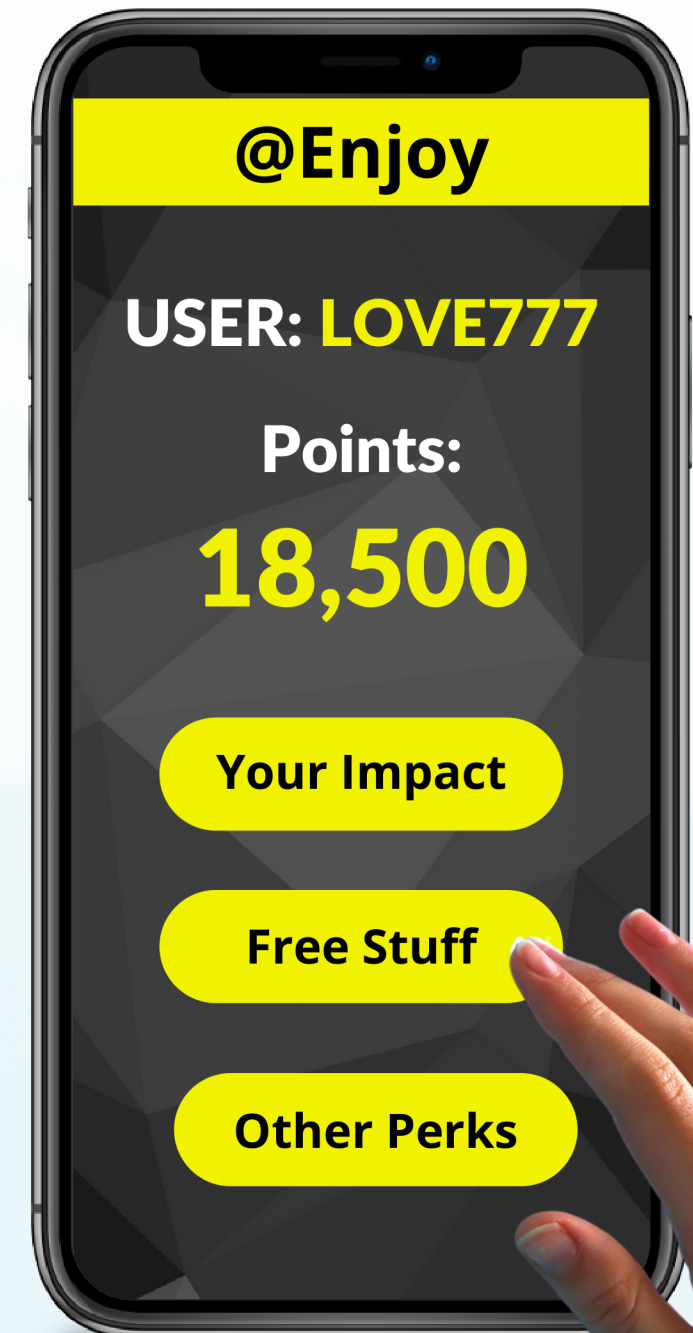 @Enjoy
USER: LOVE777
Points:
18,500
Your Impact
Free Stuff
Other Perks